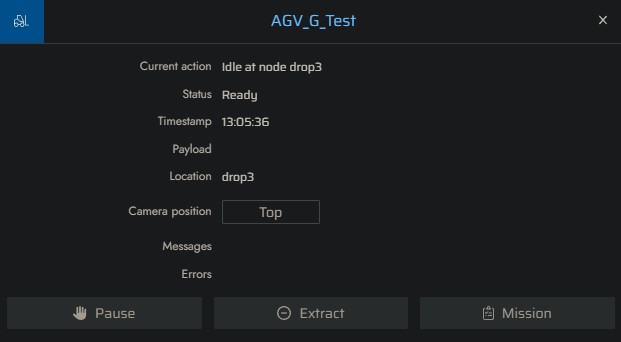 AGV_G_Test
X
Current action Idle at node drop3
Status Ready
Timestamp 13:05:36
Payload
Location drop3
Camera position Top
Messages
Errors
Pause Extract Mission